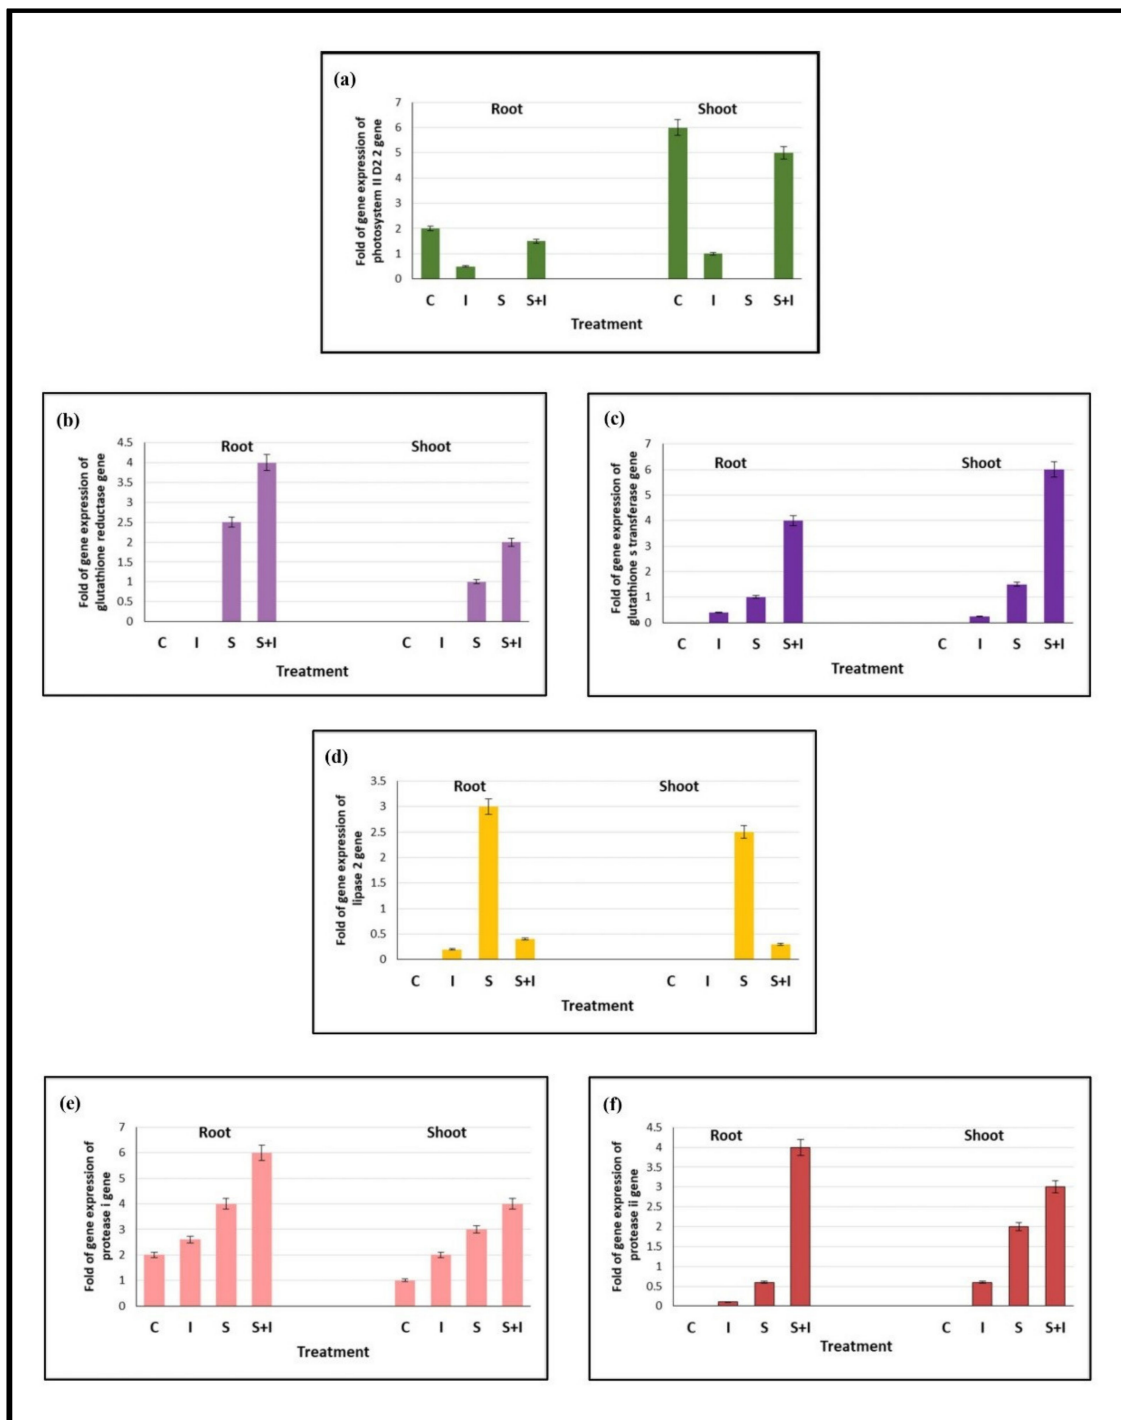 (a)
Root Shoot
Fold of gene expression of
photosystem II D2 2 gene
7
6
5
4
3
2
1
0
C I S S+I C I S S+I
Treatment
(b)
Root Shoot
Fold of gene expression of
glutathione reductase gene
4.5
4
3.5
3
2.5
2
1.5
1
0.5
0
C I S S+I C I S S+I
Treatment
(c)
Root Shoot
Fold of gene expression of
glutathione s transferase gene
7
6
5
4
3
2
1
0
C I S S+I C I S S+I
Treatment
(d)
Root Shoot
Fold of gene expression of
lipase 2 gene
3.5
3
2.5
2
1.5
1
0.5
0
C I S S+I C I S S+I
Treatment
(e)
Root Shoot
Fold of gene expression of
protease i gene
7
6
5
4
3
2
1
0
C I S S+I C I S S+I
Treatment
(f)
Root Shoot
Fold of gene expression of
protease ii gene
4.5
4
3.5
3
2.5
2
1.5
1
0.5
0
C I S S+I C I S S+I
Treatment